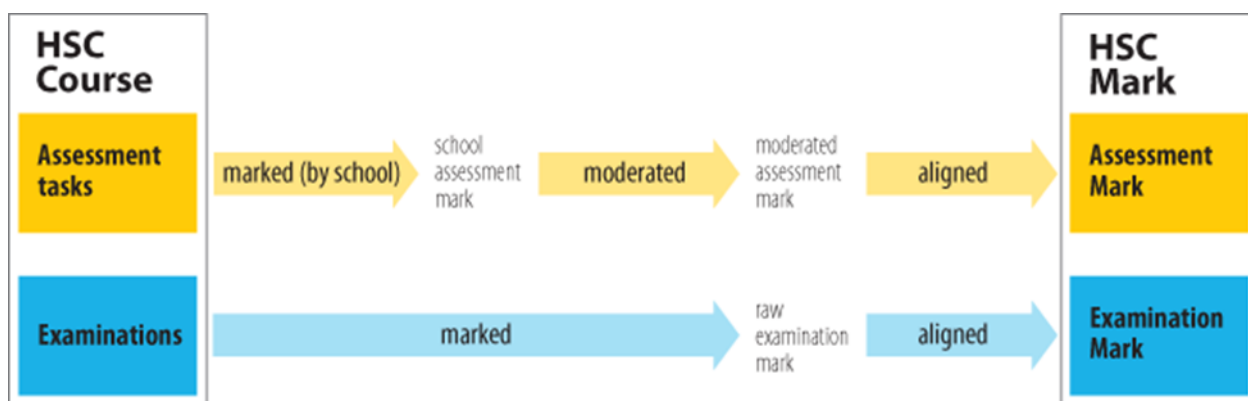 HSC
Course
Assessment
tasks
marked (by school)
school
assessment
mark
moderated
moderated
assessment
mark
aligned
HSC
Mark
Assessment
Mark
Examinations
marked
raw
examination
mark
aligned
Examination
Mark